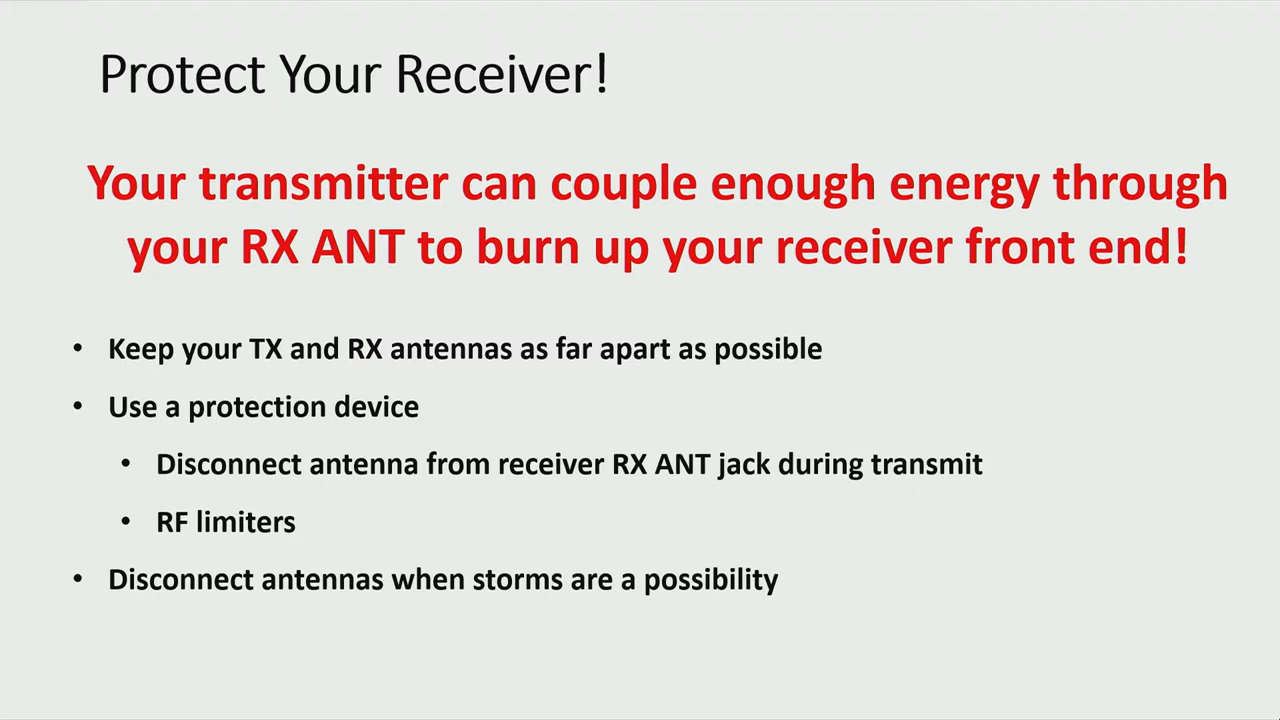 Protect Your Receiver!
Your transmitter can couple enough energy through
your RX ANT to burn up your receiver front end!
• Keep your TX and RX antennas as far apart as possible
• Use a protection device
• Disconnect antenna from receiver RX ANT jack during transmit
• RF limiters
• Disconnect antennas when storms are a possibility